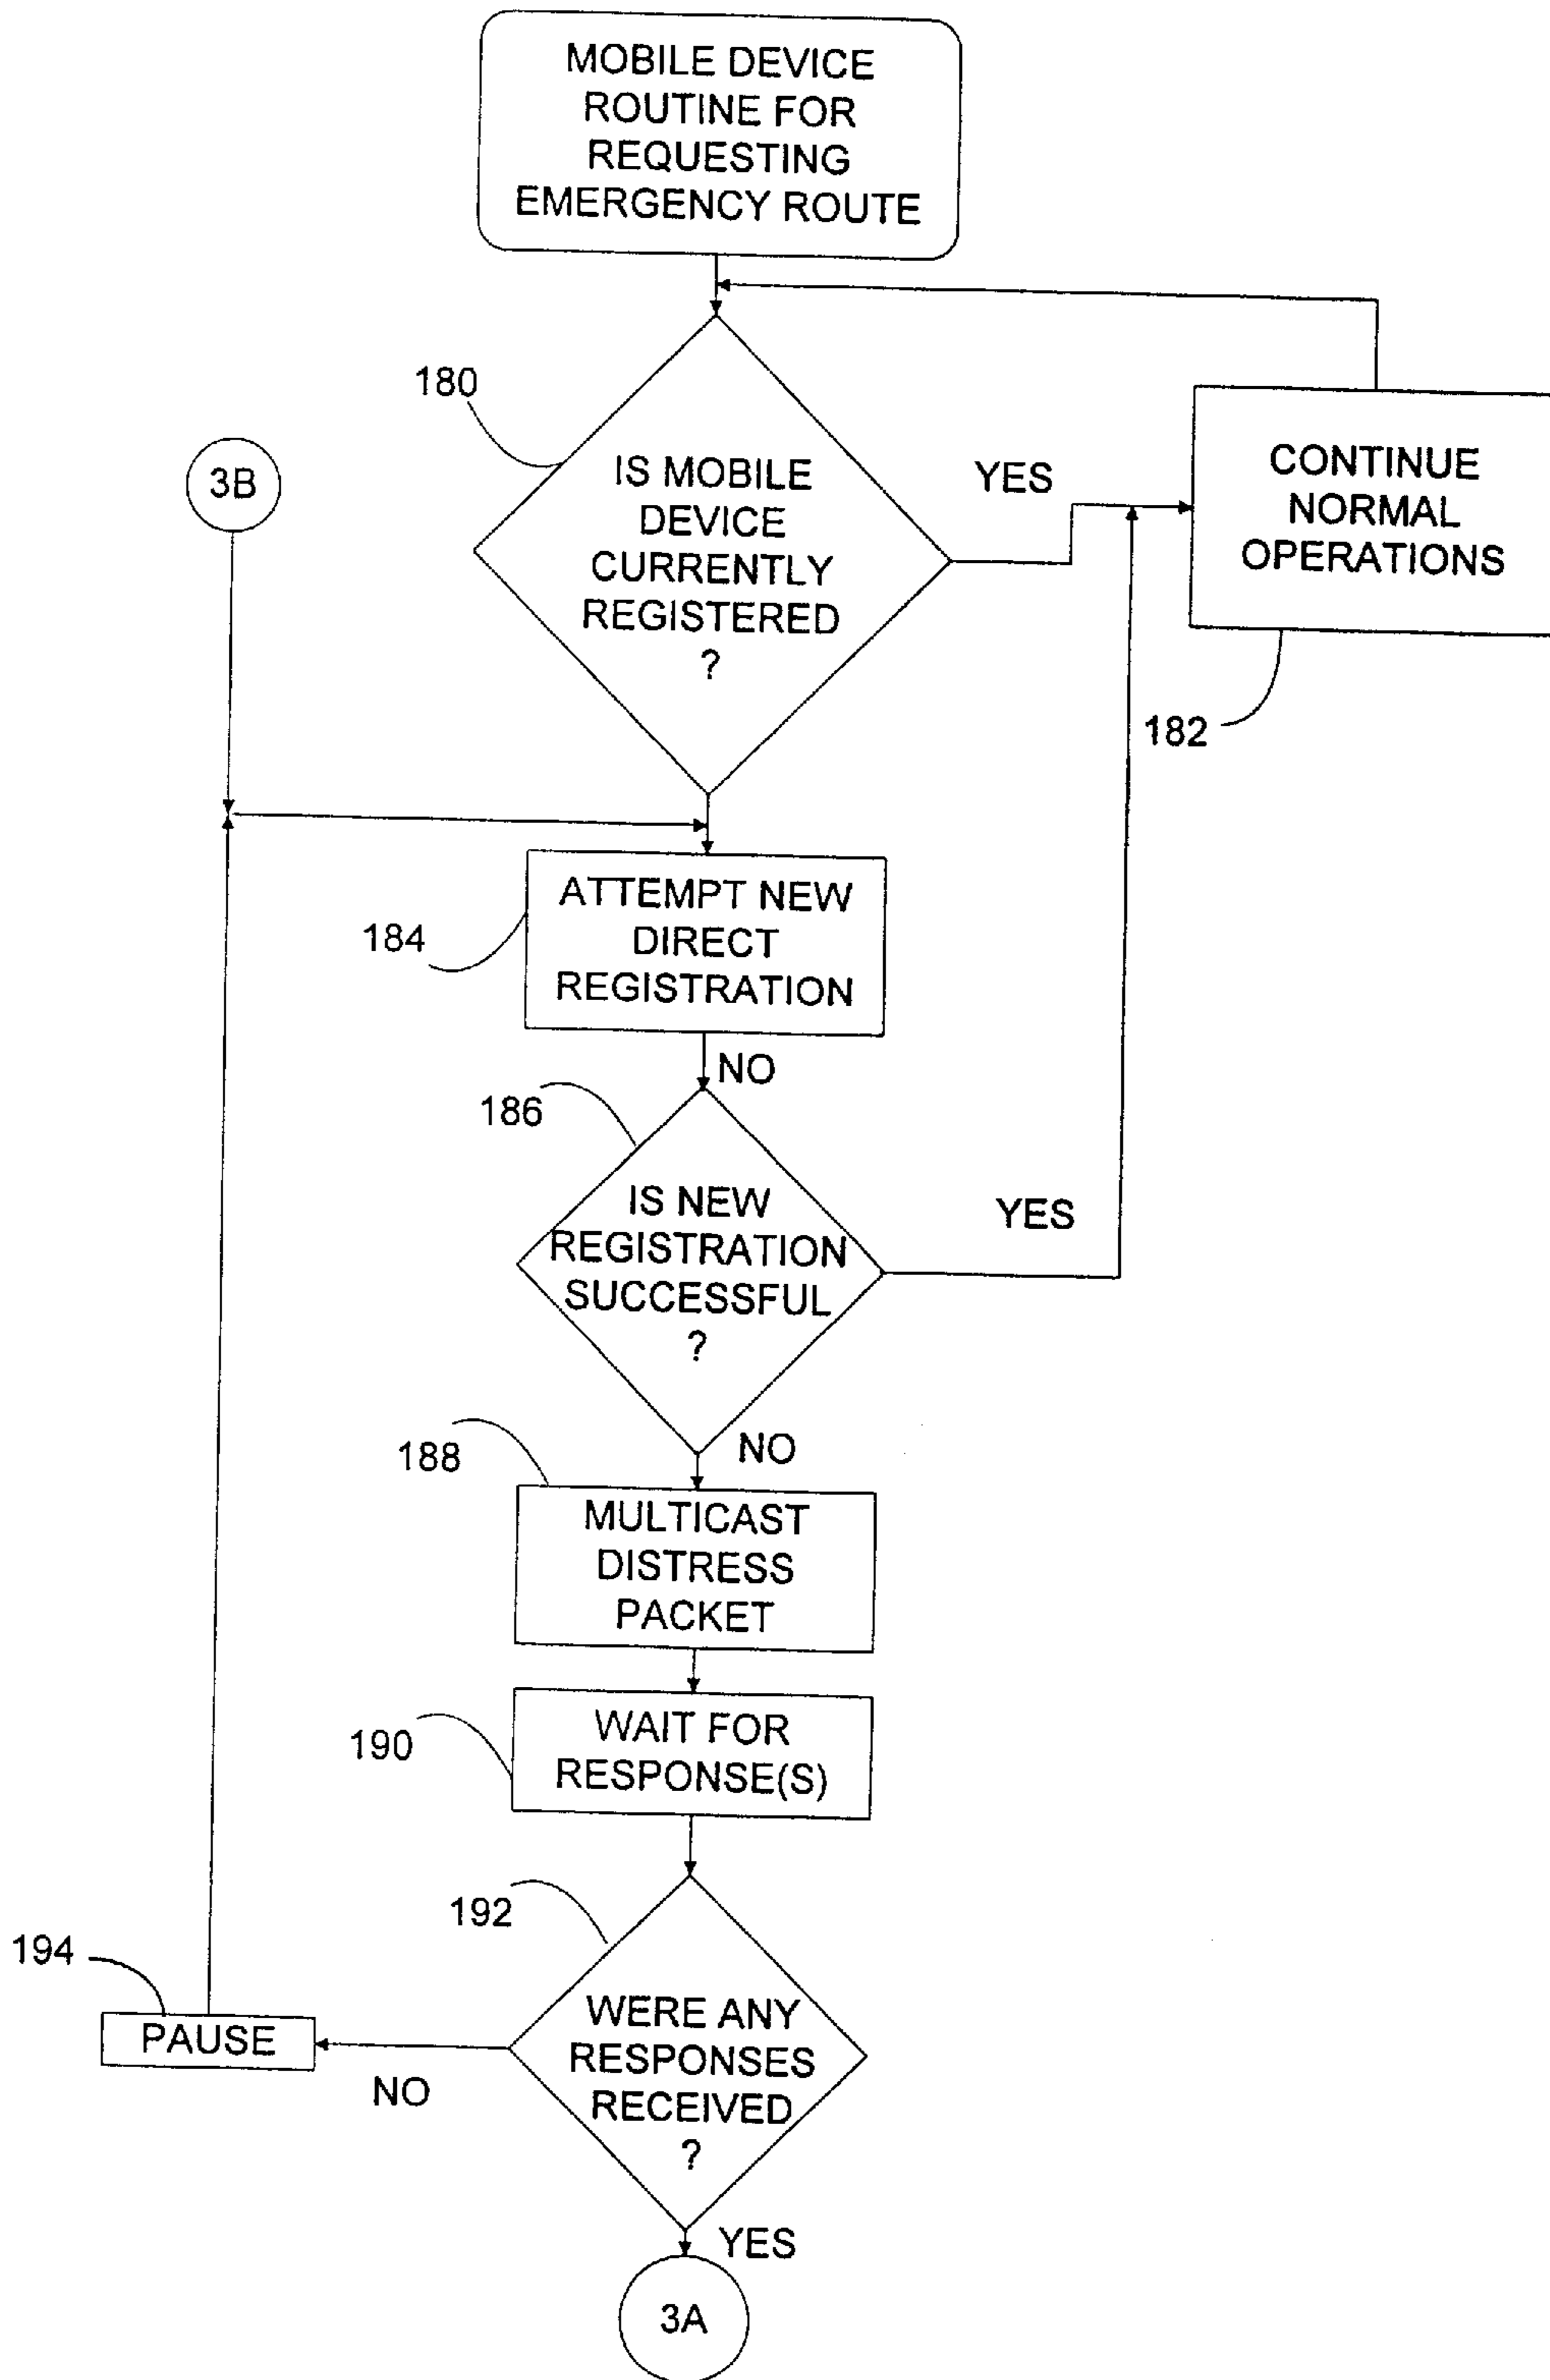 MOBILE DEVICE
ROUTINE FOR
REQUESTING
EMERGENCY ROUTE
180
3B
IS MOBILE
DEVICE
CURRENTLY
REGISTERED
?
YES
CONTINUE
NORMAL
OPERATIONS
182
184
ATTEMPT NEW
DIRECT
REGISTRATION
NO
186
IS NEW
REGISTRATION
SUCCESSFUL
?
YES
NO
188
MULTICAST
DISTRESS
PACKET
190
WAIT FOR
RESPONSE(S)
192
194
PAUSE
NO
WERE ANY
RESPONSES
RECEIVED
?
YES
3A